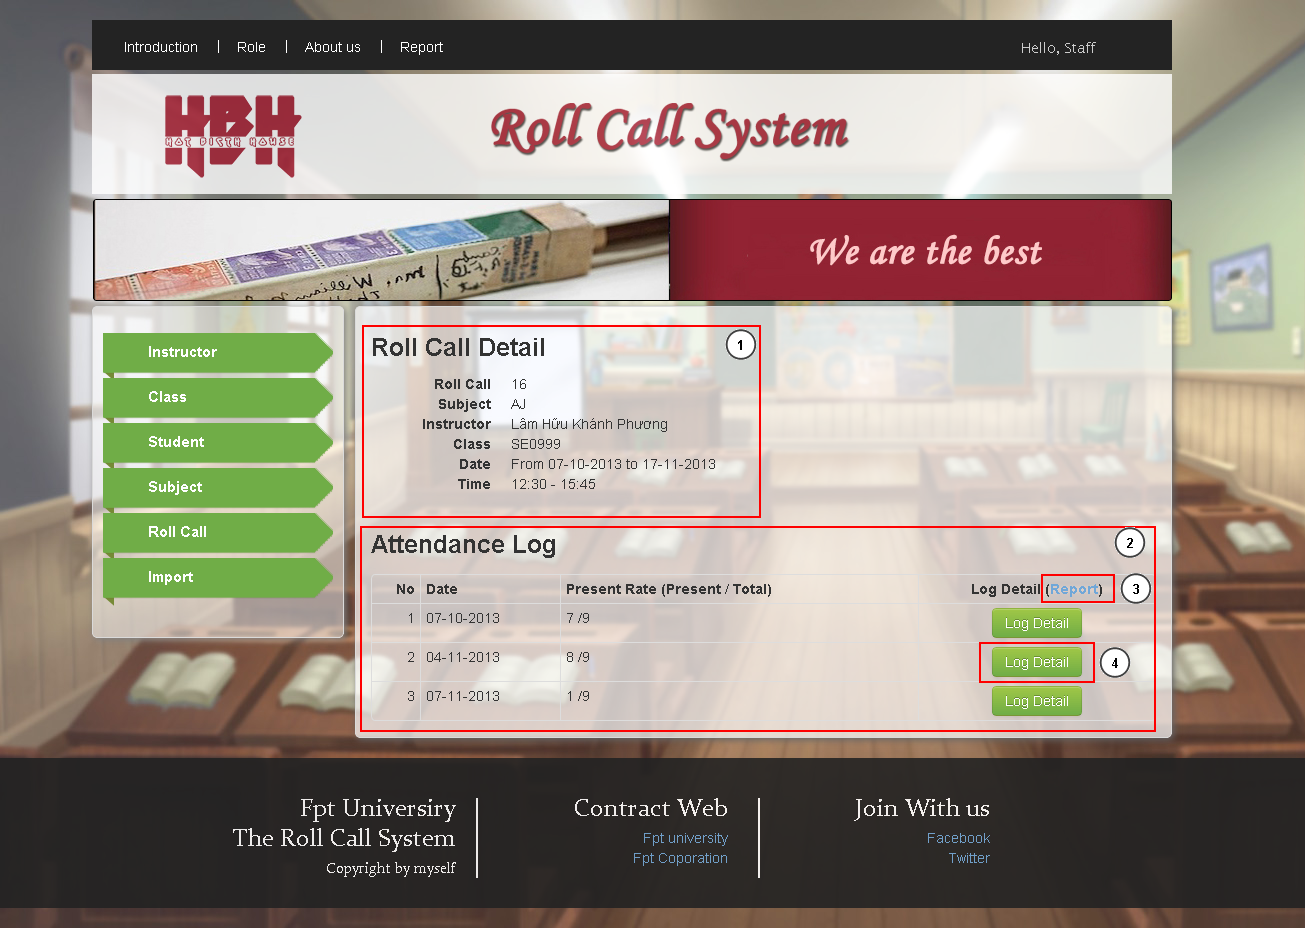 Introduction | Role | About us | Report
Hello, Staff
HBH
Roll Call System
We are the best
Instructor
Class
Student
Subject
Roll Call
Import
Roll Call Detail
1
Roll Call 16
Subject AJ
Instructor Lâm Hữu Khánh Phương
Class SE0999
Date From 07-10-2013 to 17-11-2013
Time 12:30 - 15:45
Attendance Log
2
No Date Present Rate (Present / Total) Log Detail (Report)
3
1 07-10-2013 7 /9 Log Detail
2 04-11-2013 8 /9 Log Detail
4
3 07-11-2013 1 /9 Log Detail
Fpt Universiry
The Roll Call System
Copyright by myself
Contract Web
Fpt university
Fpt Coporation
Join With us
Facebook
Twitter